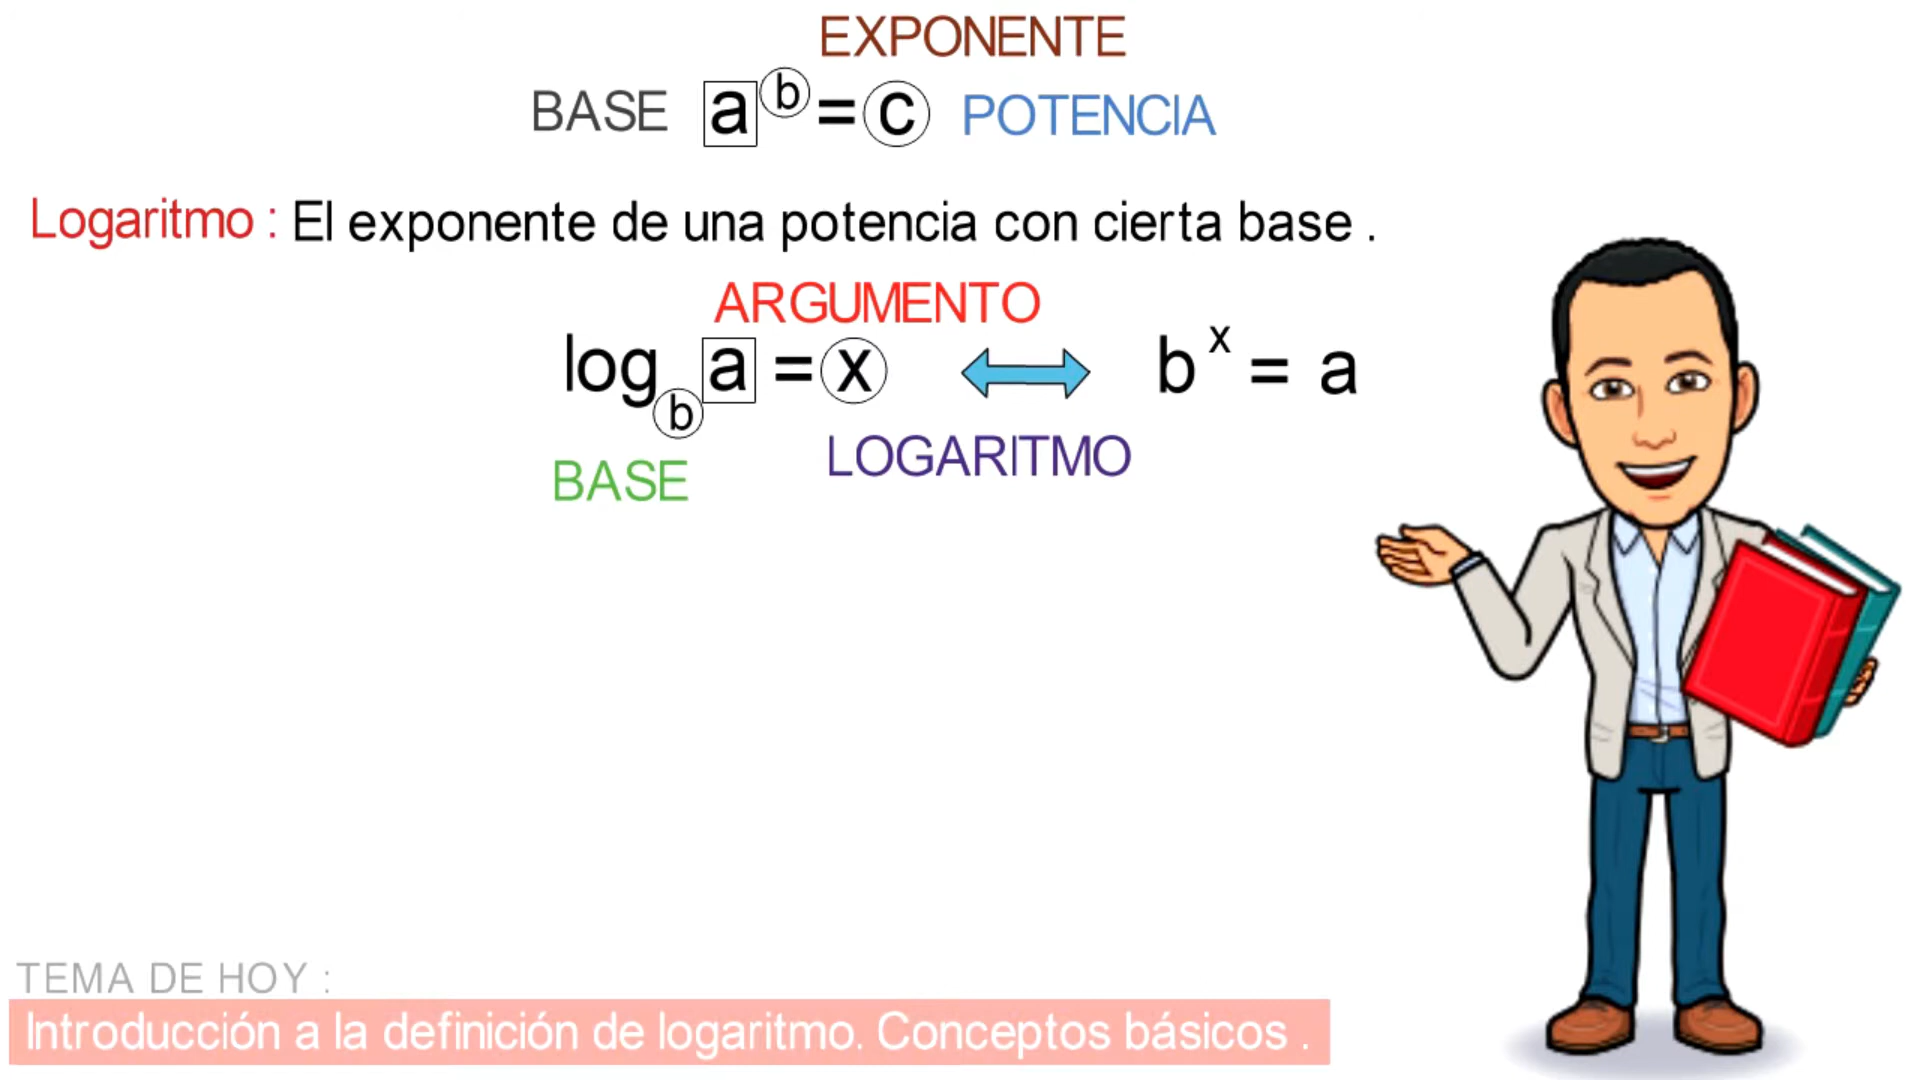 EXPONENTE
BASE a^b = c POTENCIA
Logaritmo : El exponente de una potencia con cierta base .
ARGUMENTO
log_b a = x b^x = a
BASE LOGARITMO
TEMA DE HOY :
Introducción a la definición de logaritmo. Conceptos básicos .